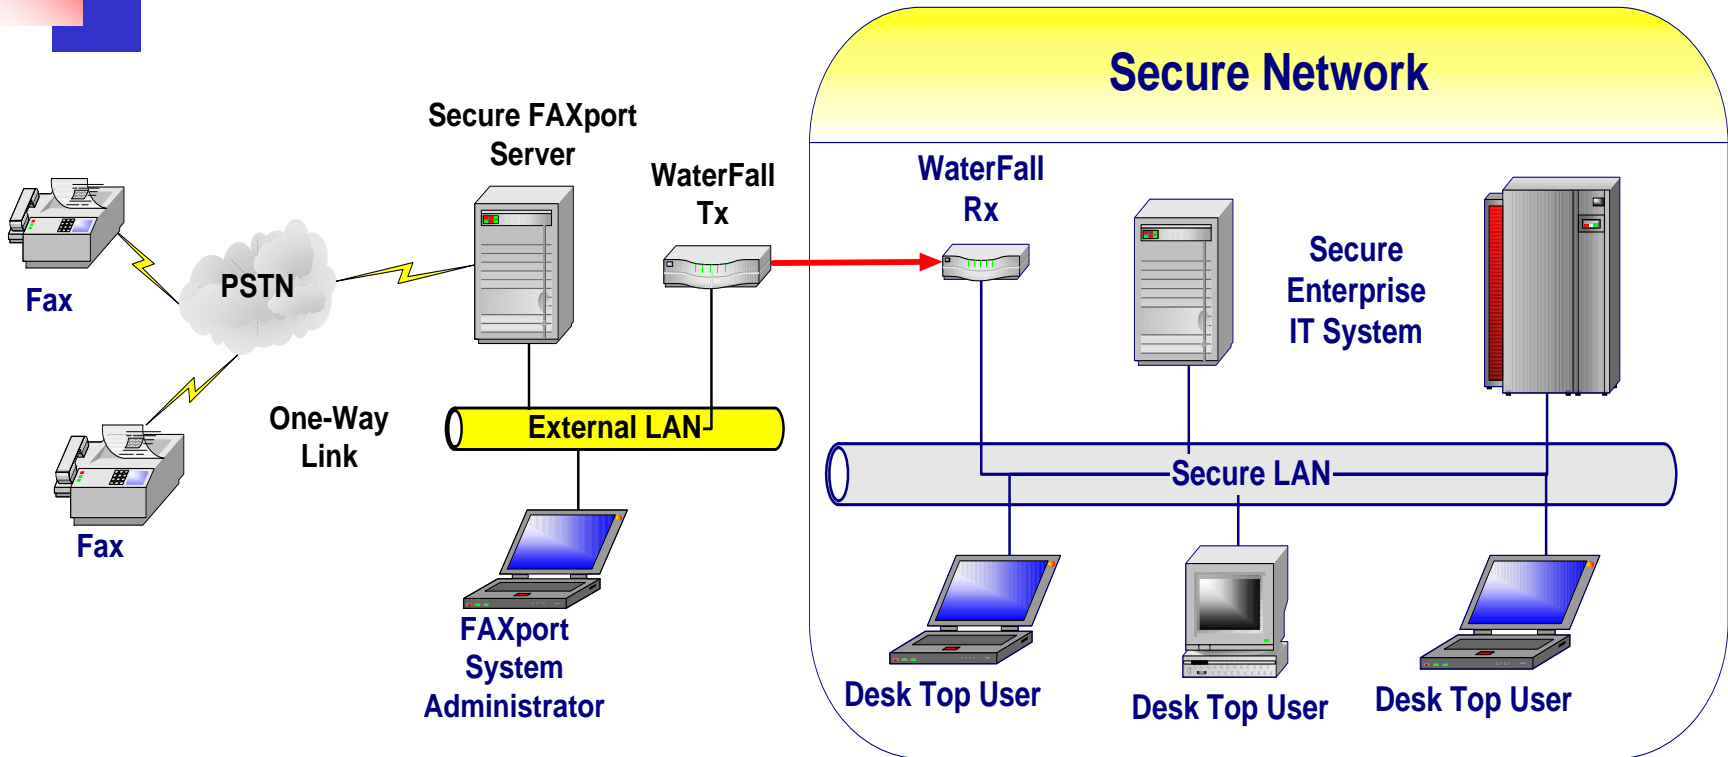 Secure Network
Secure FAXport
Server
WaterFall
Tx
WaterFall
Rx
Fax
PSTN
Secure
Enterprise
IT System
One-Way
Link
External LAN
Secure LAN
Fax
FAXport
System
Administrator
Desk Top User
Desk Top User
Desk Top User